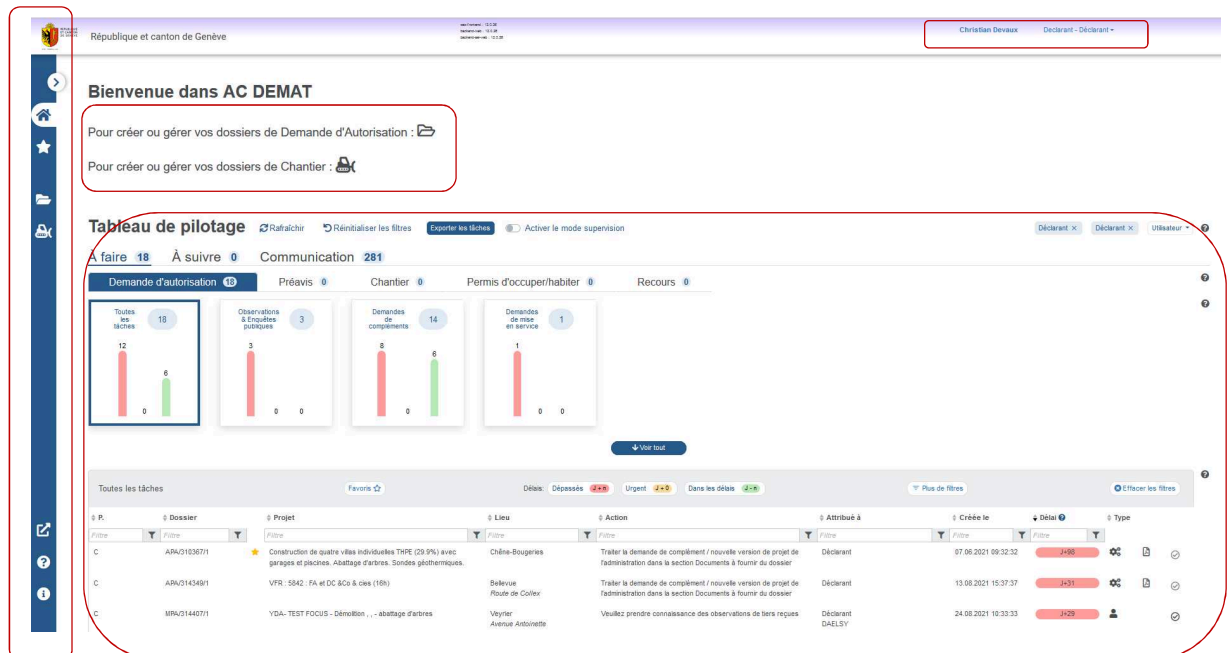 République et canton de Genève
Christian Devaux Declarant - Déclarant
Bienvenue dans AC DEMAT
Pour créer ou gérer vos dossiers de Demande d'Autorisation :
Pour créer ou gérer vos dossiers de Chantier :
Tableau de pilotage Rafraîchir Réinitialiser les filtres Exporter les tâches Activer le mode supervision Déclarant × Déclarant × Utilisateur
À faire 18 À suivre 0 Communication 281
Demande d'autorisation 18 Préavis 0 Chantier 0 Permis d'occuper/habiter 0 Recours 0
Toutes les tâches 18
12 0 6
Observations & Enquêtes publiques 3
3 0 0
Demandes de compléments 14
8 0 6
Demandes de mise en service 1
1 0 0
Voir tout
Toutes les tâches Favoris Délais: Dépassés J + n Urgent J + 0 Dans les délais J - n Plus de filtres Effacer les filtres
P. Dossier Projet Lieu Action Attribué à Créée le Délai Type
Filtre Filtre Filtre Filtre Filtre Filtre Filtre Filtre
C APA/310367/1 Construction de quatre villas individuelles THPE (29.9%) avec Chêne-Bougeries Traiter la demande de complément / nouvelle version de projet de Déclarant 07.06.2021 09:32:32 J+98
garages et piscines. Abattage d'arbres. Sondes géothermiques. l'administration dans la section Documents à fournir du dossier
C APA/314349/1 VFR : 5842 : FA et DC &Co & cies (16h) Bellevue Traiter la demande de complément / nouvelle version de projet de Déclarant 13.08.2021 15:37:37 J+31
Route de Collex l'administration dans la section Documents à fournir du dossier
C MPA/314407/1 YDA- TEST FOCUS - Démolition , , - abattage d'arbres Veyrier Veuillez prendre connaissance des observations de tiers reçues Déclarant 24.08.2021 10:33:33 J+29
Avenue Antoinette DAELSY